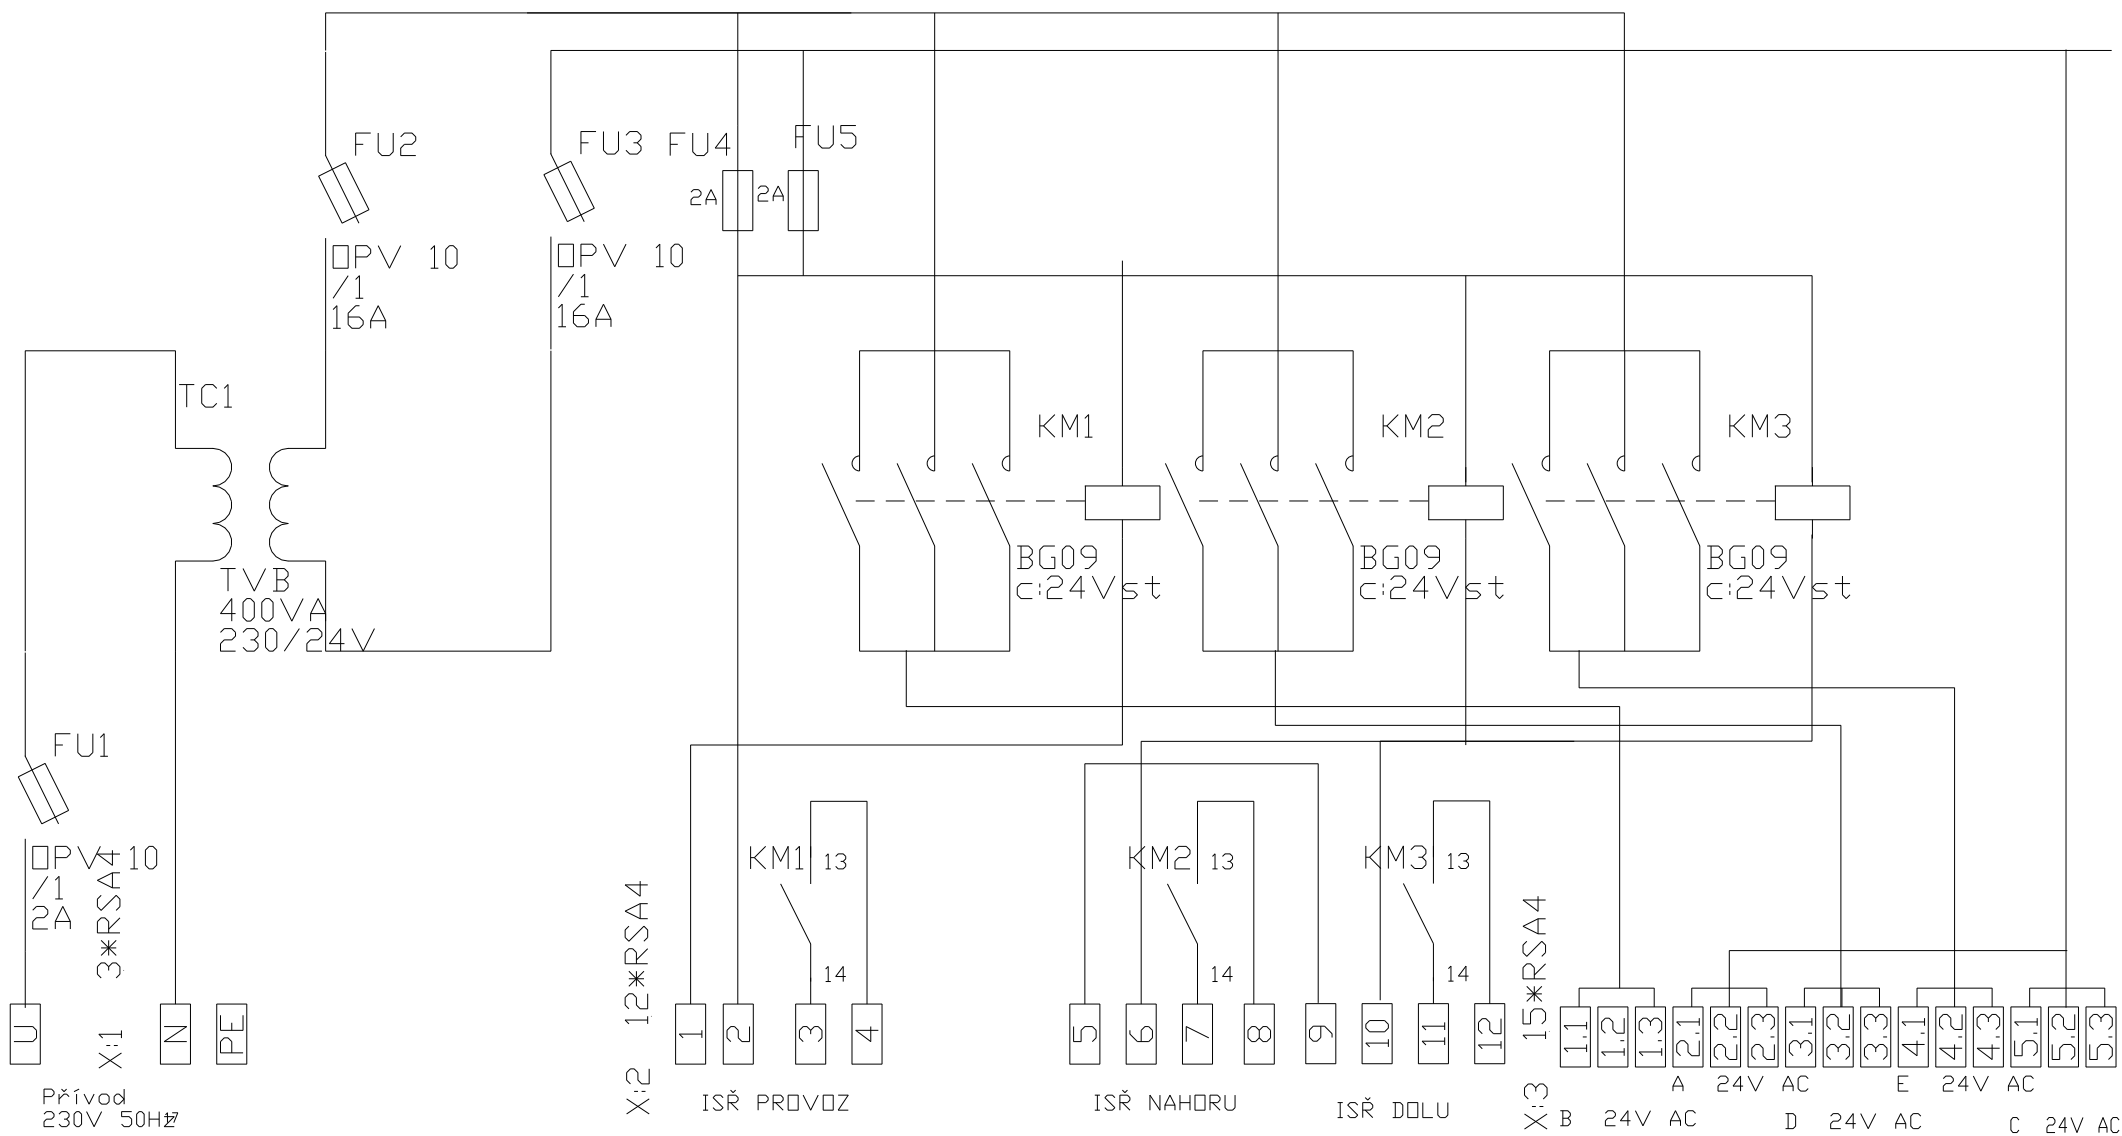 FU2
FU3
FU4
FU5
2A
2A
OPV 10
/1
16A
OPV 10
/1
16A
TC1
KM1
KM2
KM3
TVB
400VA
230/24V
BG09
c:24Vst
BG09
c:24Vst
BG09
c:24Vst
FU1
OPV 10
/1
2A
X:1 3*RSA4
U
N
PE
Přívod
230V 50Hz
X:2 12*RSA4
KM1
13
14
KM2
13
14
KM3
13
14
1
2
3
4
5
6
7
8
9
10
11
12
ISŘ PROVOZ
ISŘ NAHORU
ISŘ DOLU
X:3 15*RSA4
1.1
1.2
1.3
2.1
2.2
2.3
3.1
3.2
3.3
4.1
4.2
4.3
5.1
5.2
5.3
A 24V AC
E 24V AC
B 24V AC
D 24V AC
C 24V AC